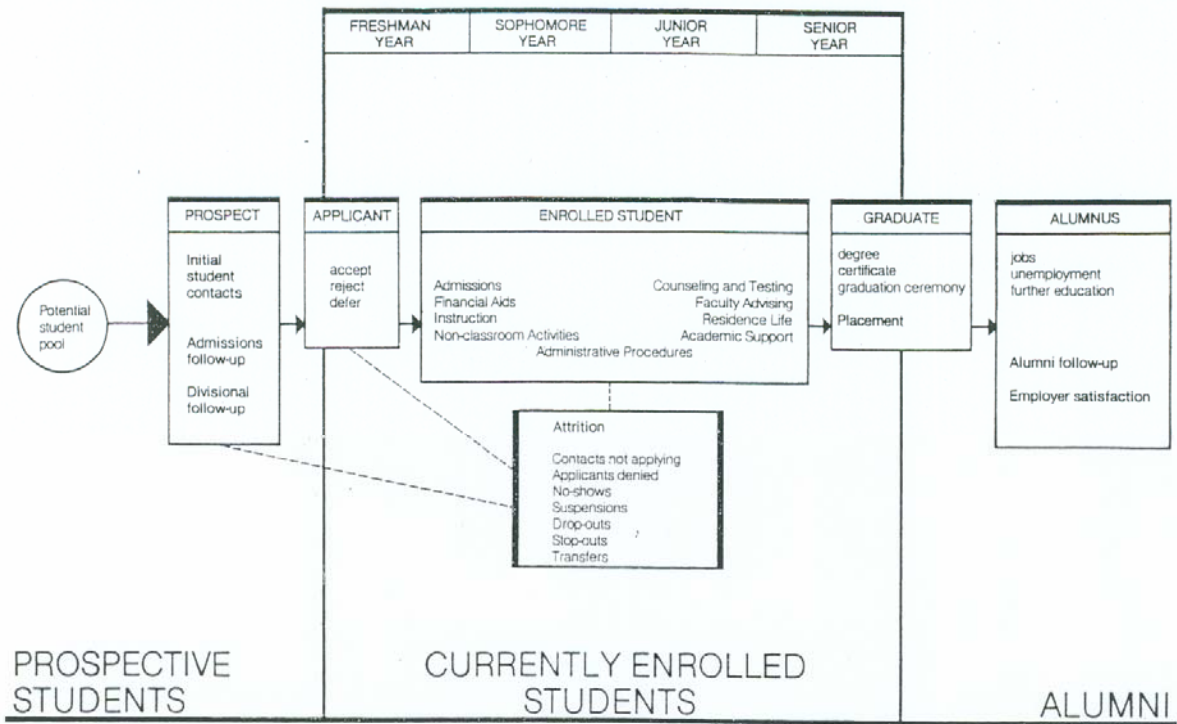 FRESHMAN
YEAR
SOPHOMORE
YEAR
JUNIOR
YEAR
SENIOR
YEAR
Potential
student
pool
PROSPECT
Initial
student
contacts
Admissions
follow-up
Divisional
follow-up
APPLICANT
accept
reject
defer
ENROLLED STUDENT
Admissions
Financial Aids
Instruction
Non-classroom Activities
Counseling and Testing
Faculty Advising
Residence Life
Academic Support
Administrative Procedures
GRADUATE
degree
certificate
graduation ceremony
Placement
ALUMNUS
jobs
unemployment
further education
Alumni follow-up
Employer satisfaction
Attrition
Contacts not applying
Applicants denied
No-shows
Suspensions
Drop-outs
Stop-outs
Transfers
PROSPECTIVE
STUDENTS
CURRENTLY ENROLLED
STUDENTS
ALUMNI